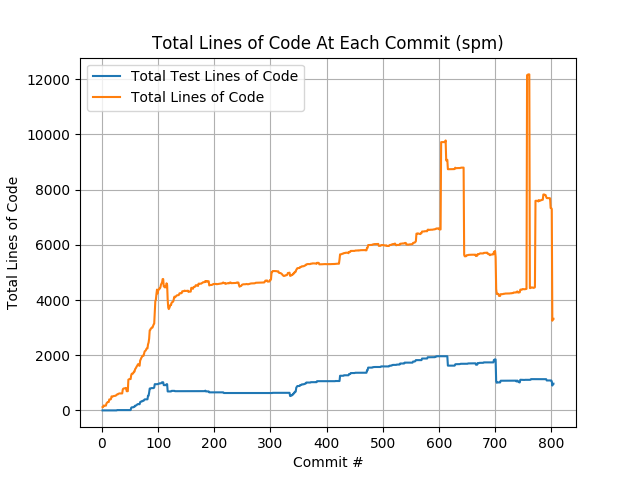 Total Lines of Code At Each Commit (spm)
Total Test Lines of Code
Total Lines of Code
Total Lines of Code
12000
10000
8000
6000
4000
2000
0
0 100 200 300 400 500 600 700 800
Commit #